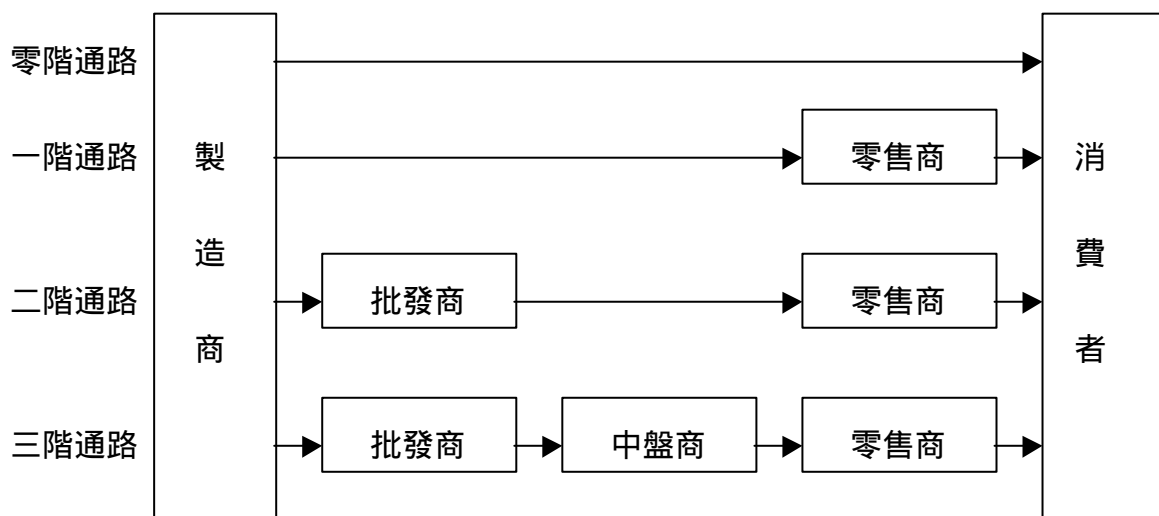 零階通路
一階通路
二階通路
三階通路
製造商
零售商
批發商
零售商
批發商
中盤商
零售商
消費者